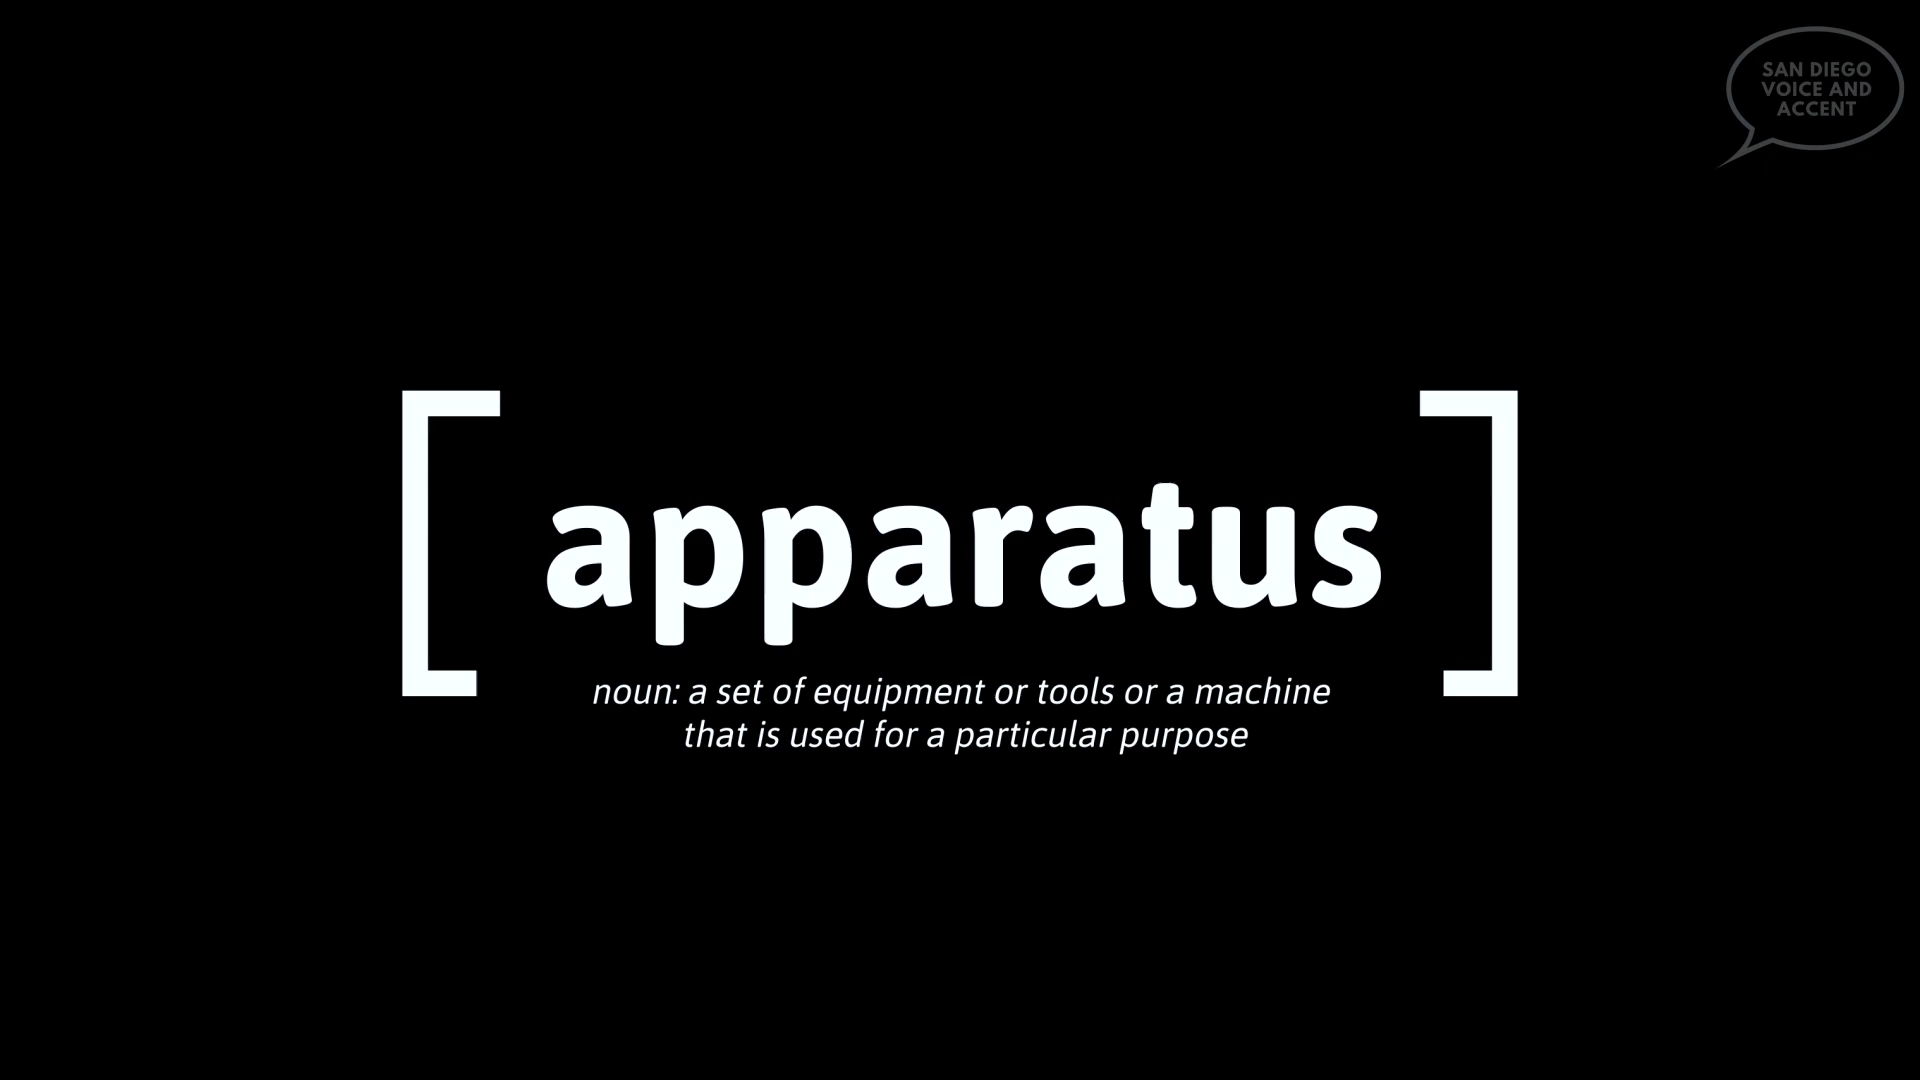 SAN DIEGO
VOICE AND
ACCENT
[apparatus]
noun: a set of equipment or tools or a machine
that is used for a particular purpose